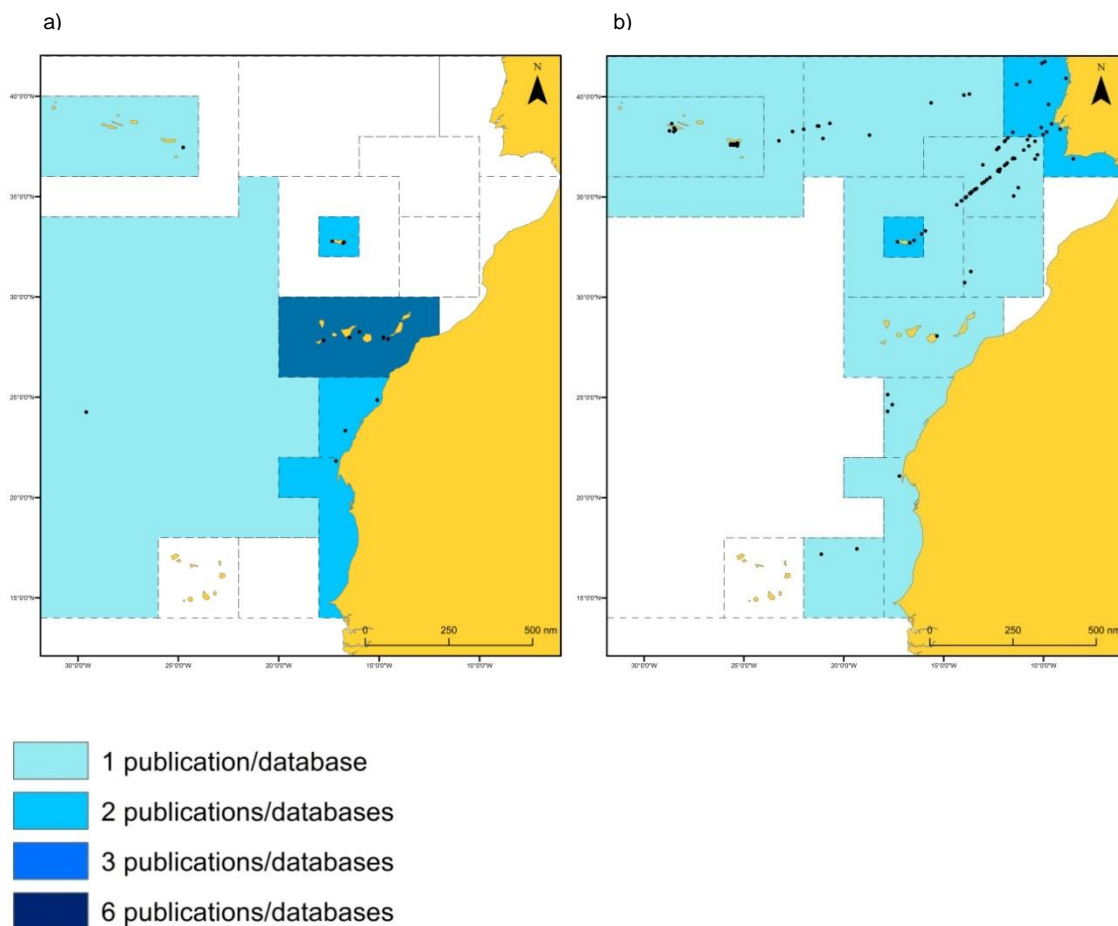 a)
b)
N
N
40°0'0"N
40°0'0"N
35°0'0"N
35°0'0"N
30°0'0"N
30°0'0"N
25°0'0"N
25°0'0"N
20°0'0"N
20°0'0"N
15°0'0"N
15°0'0"N
0 250 500 nm
0 250 500 nm
30°0'0"W 25°0'0"W 20°0'0"W 15°0'0"W 10°0'0"W
30°0'0"W 25°0'0"W 20°0'0"W 15°0'0"W 10°0'0"W
1 publication/database
2 publications/databases
3 publications/databases
6 publications/databases